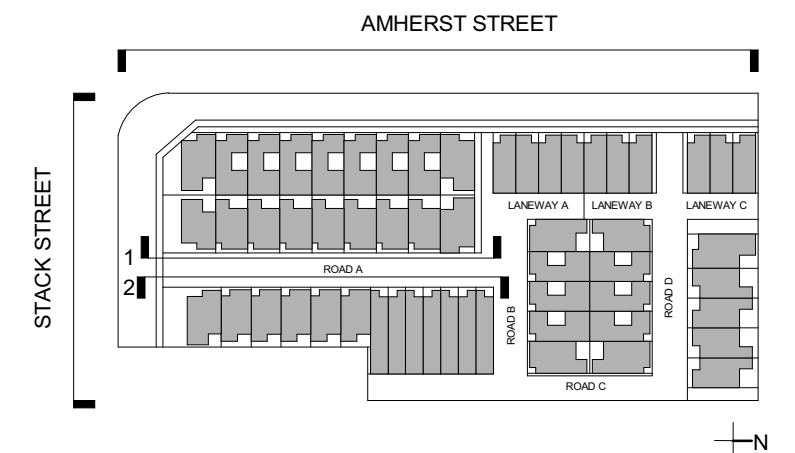 AMHERST STREET
STACK STREET
LANEWAY A
LANEWAY B
LANEWAY C
1
ROAD A
2
ROAD B
ROAD D
ROAD C
N